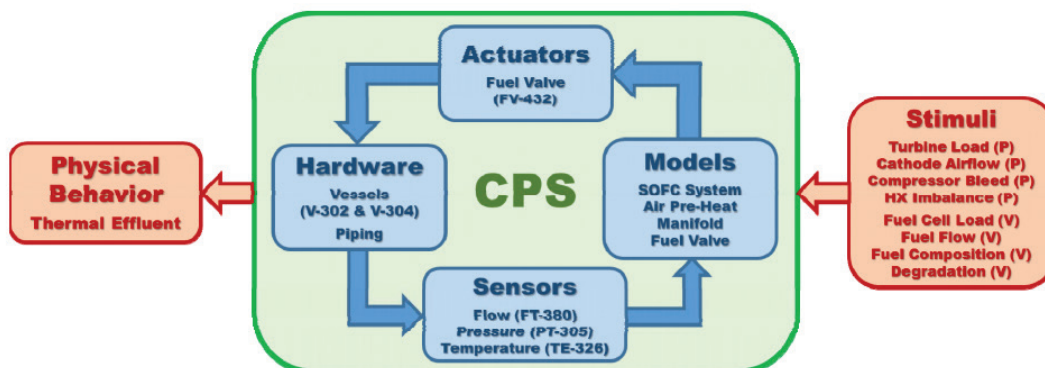 Actuators
Fuel Valve
(FV-432)
Physical
Behavior
Thermal Effluent
Hardware
Vessels
(V-302 & V-304)
Piping
CPS
Models
SOFC System
Air Pre-Heat
Manifold
Fuel Valve
Sensors
Flow (FT-380)
Pressure (PT-305)
Temperature (TE-326)
Stimuli
Turbine Load (P)
Cathode Airflow (P)
Compressor Bleed (P)
HX Imbalance (P)
Fuel Cell Load (V)
Fuel Flow (V)
Fuel Composition (V)
Degradation (V)